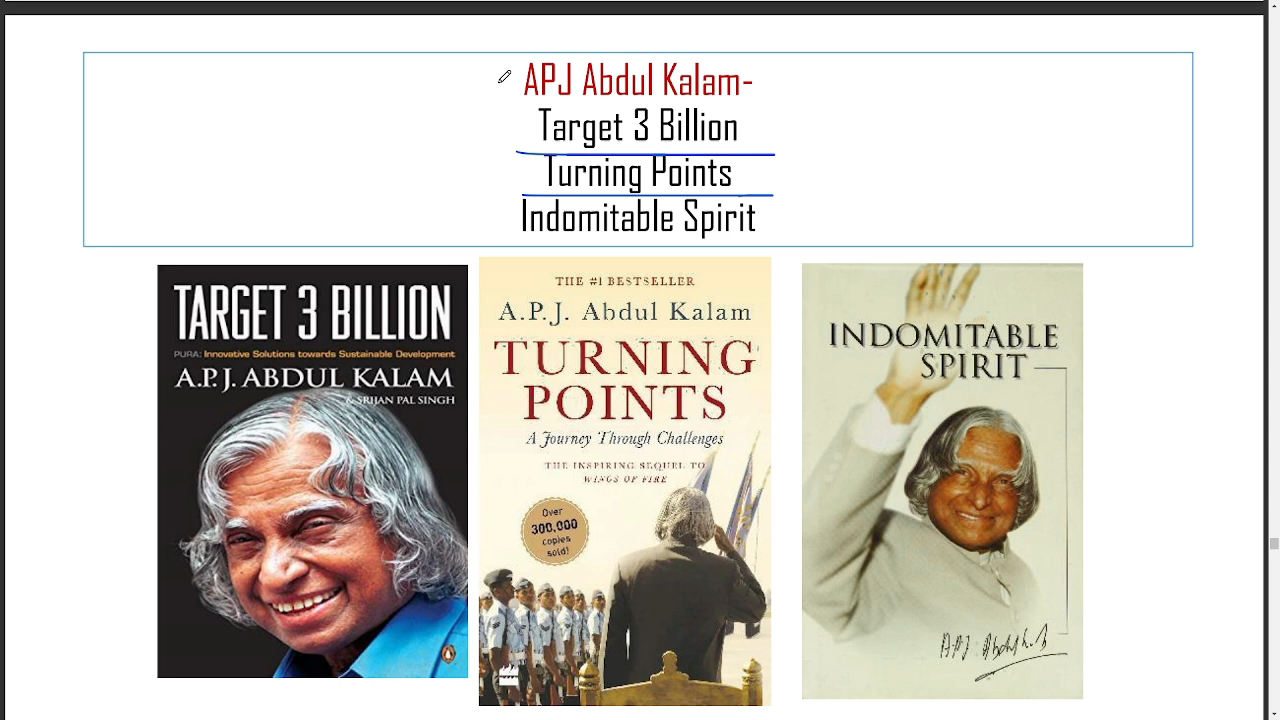 APJ Abdul Kalam-
Target 3 Billion
Turning Points
Indomitable Spirit
TARGET 3 BILLION
PURA: Innovative Solutions towards Sustainable Development
A.P.J. ABDUL KALAM
& SRIJAN PAL SINGH
THE #1 BESTSELLER
A.P.J. Abdul Kalam
TURNING
POINTS
A Journey Through Challenges
THE INSPIRING SEQUEL TO
WINGS OF FIRE
Over
300,000
copies
sold!
INDOMITABLE
SPIRIT